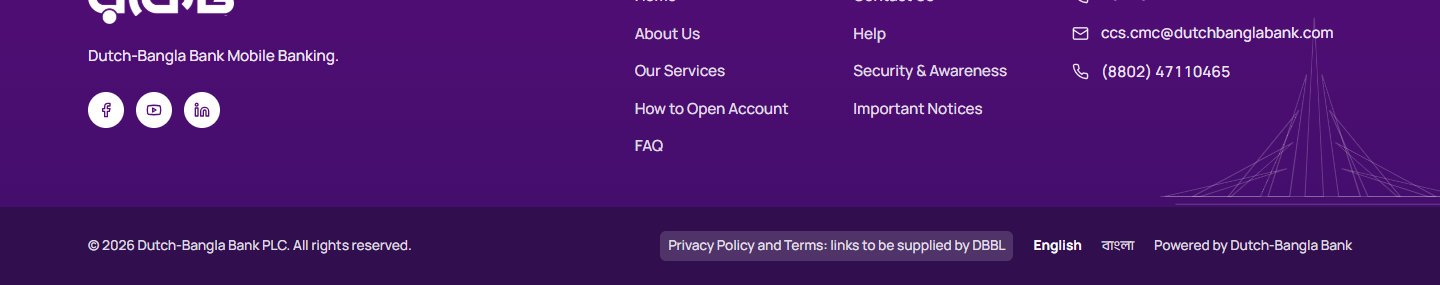 Dutch-Bangla Bank Mobile Banking.
About Us
Our Services
How to Open Account
FAQ
Help
Security & Awareness
Important Notices
ccs.cmc@dutchbanglabank.com
(8802) 47110465
© 2026 Dutch-Bangla Bank PLC. All rights reserved.
Privacy Policy and Terms: links to be supplied by DBBL
English
বাংলা
Powered by Dutch-Bangla Bank